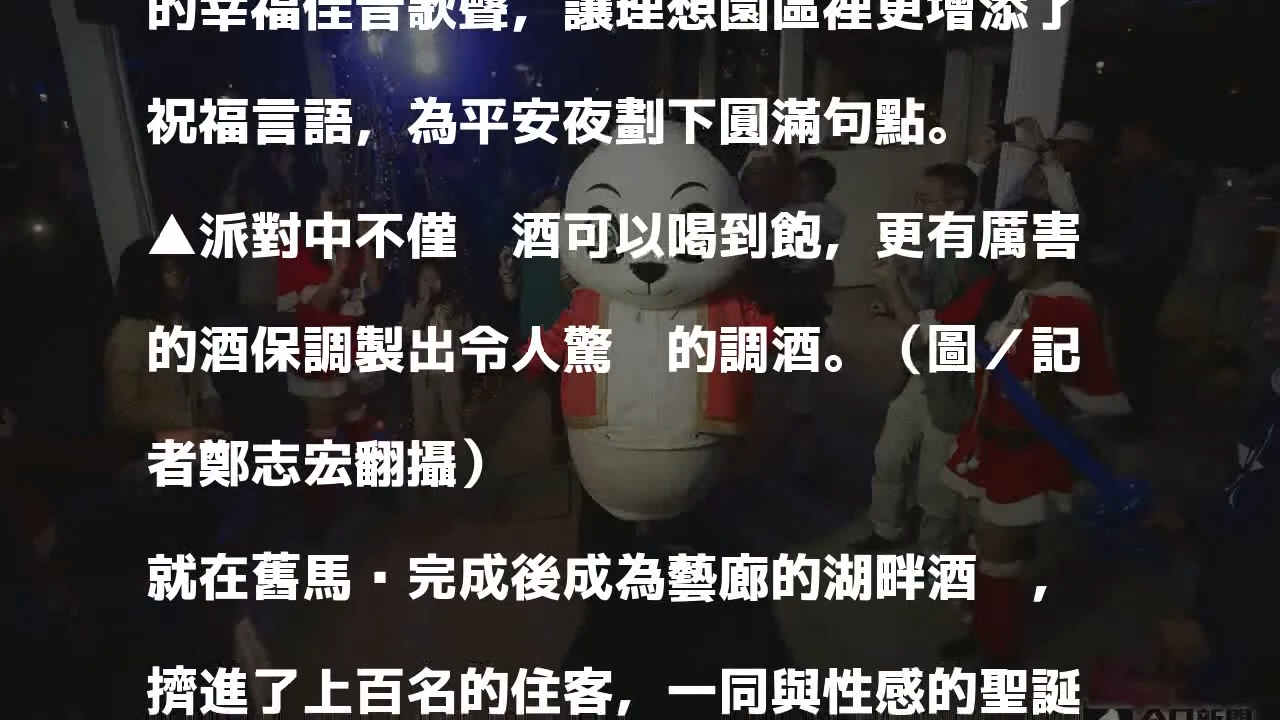 的幸福佳音歌聲，讓理想園區裡更增添了
祝福言語，為平安夜劃下圓滿句點。
▲派對中不僅　酒可以喝到飽，更有厲害
的酒保調製出令人驚　的調酒。（圖／記
者鄭志宏翻攝）
就在舊馬·完成後成為藝廊的湖畔酒　，
擠進了上百名的住客，一同與性感的聖誕
今日新聞